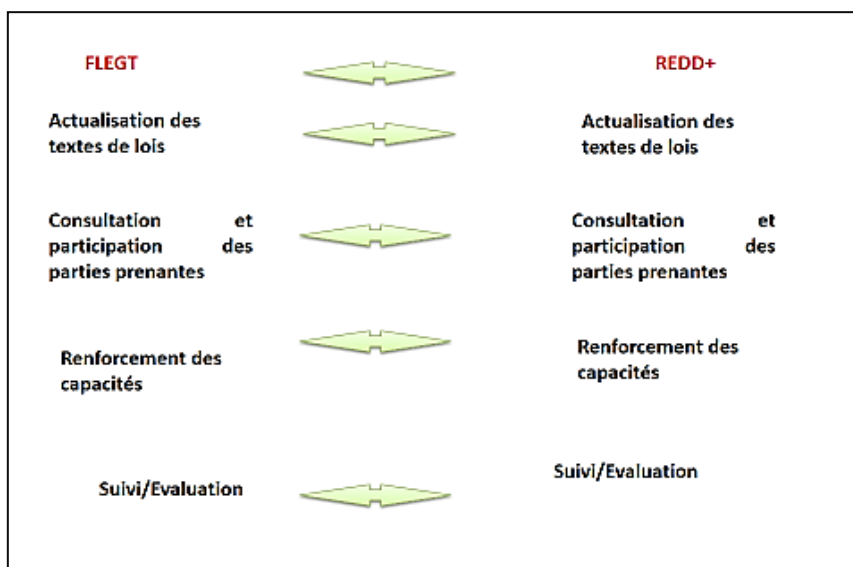 FLEGT
REDD+
Actualisation des
textes de lois
Actualisation des
textes de lois
Consultation et
participation des
parties prenantes
Consultation et
participation des
parties prenantes
Renforcement des
capacités
Renforcement des
capacités
Suivi/Evaluation
Suivi/Evaluation